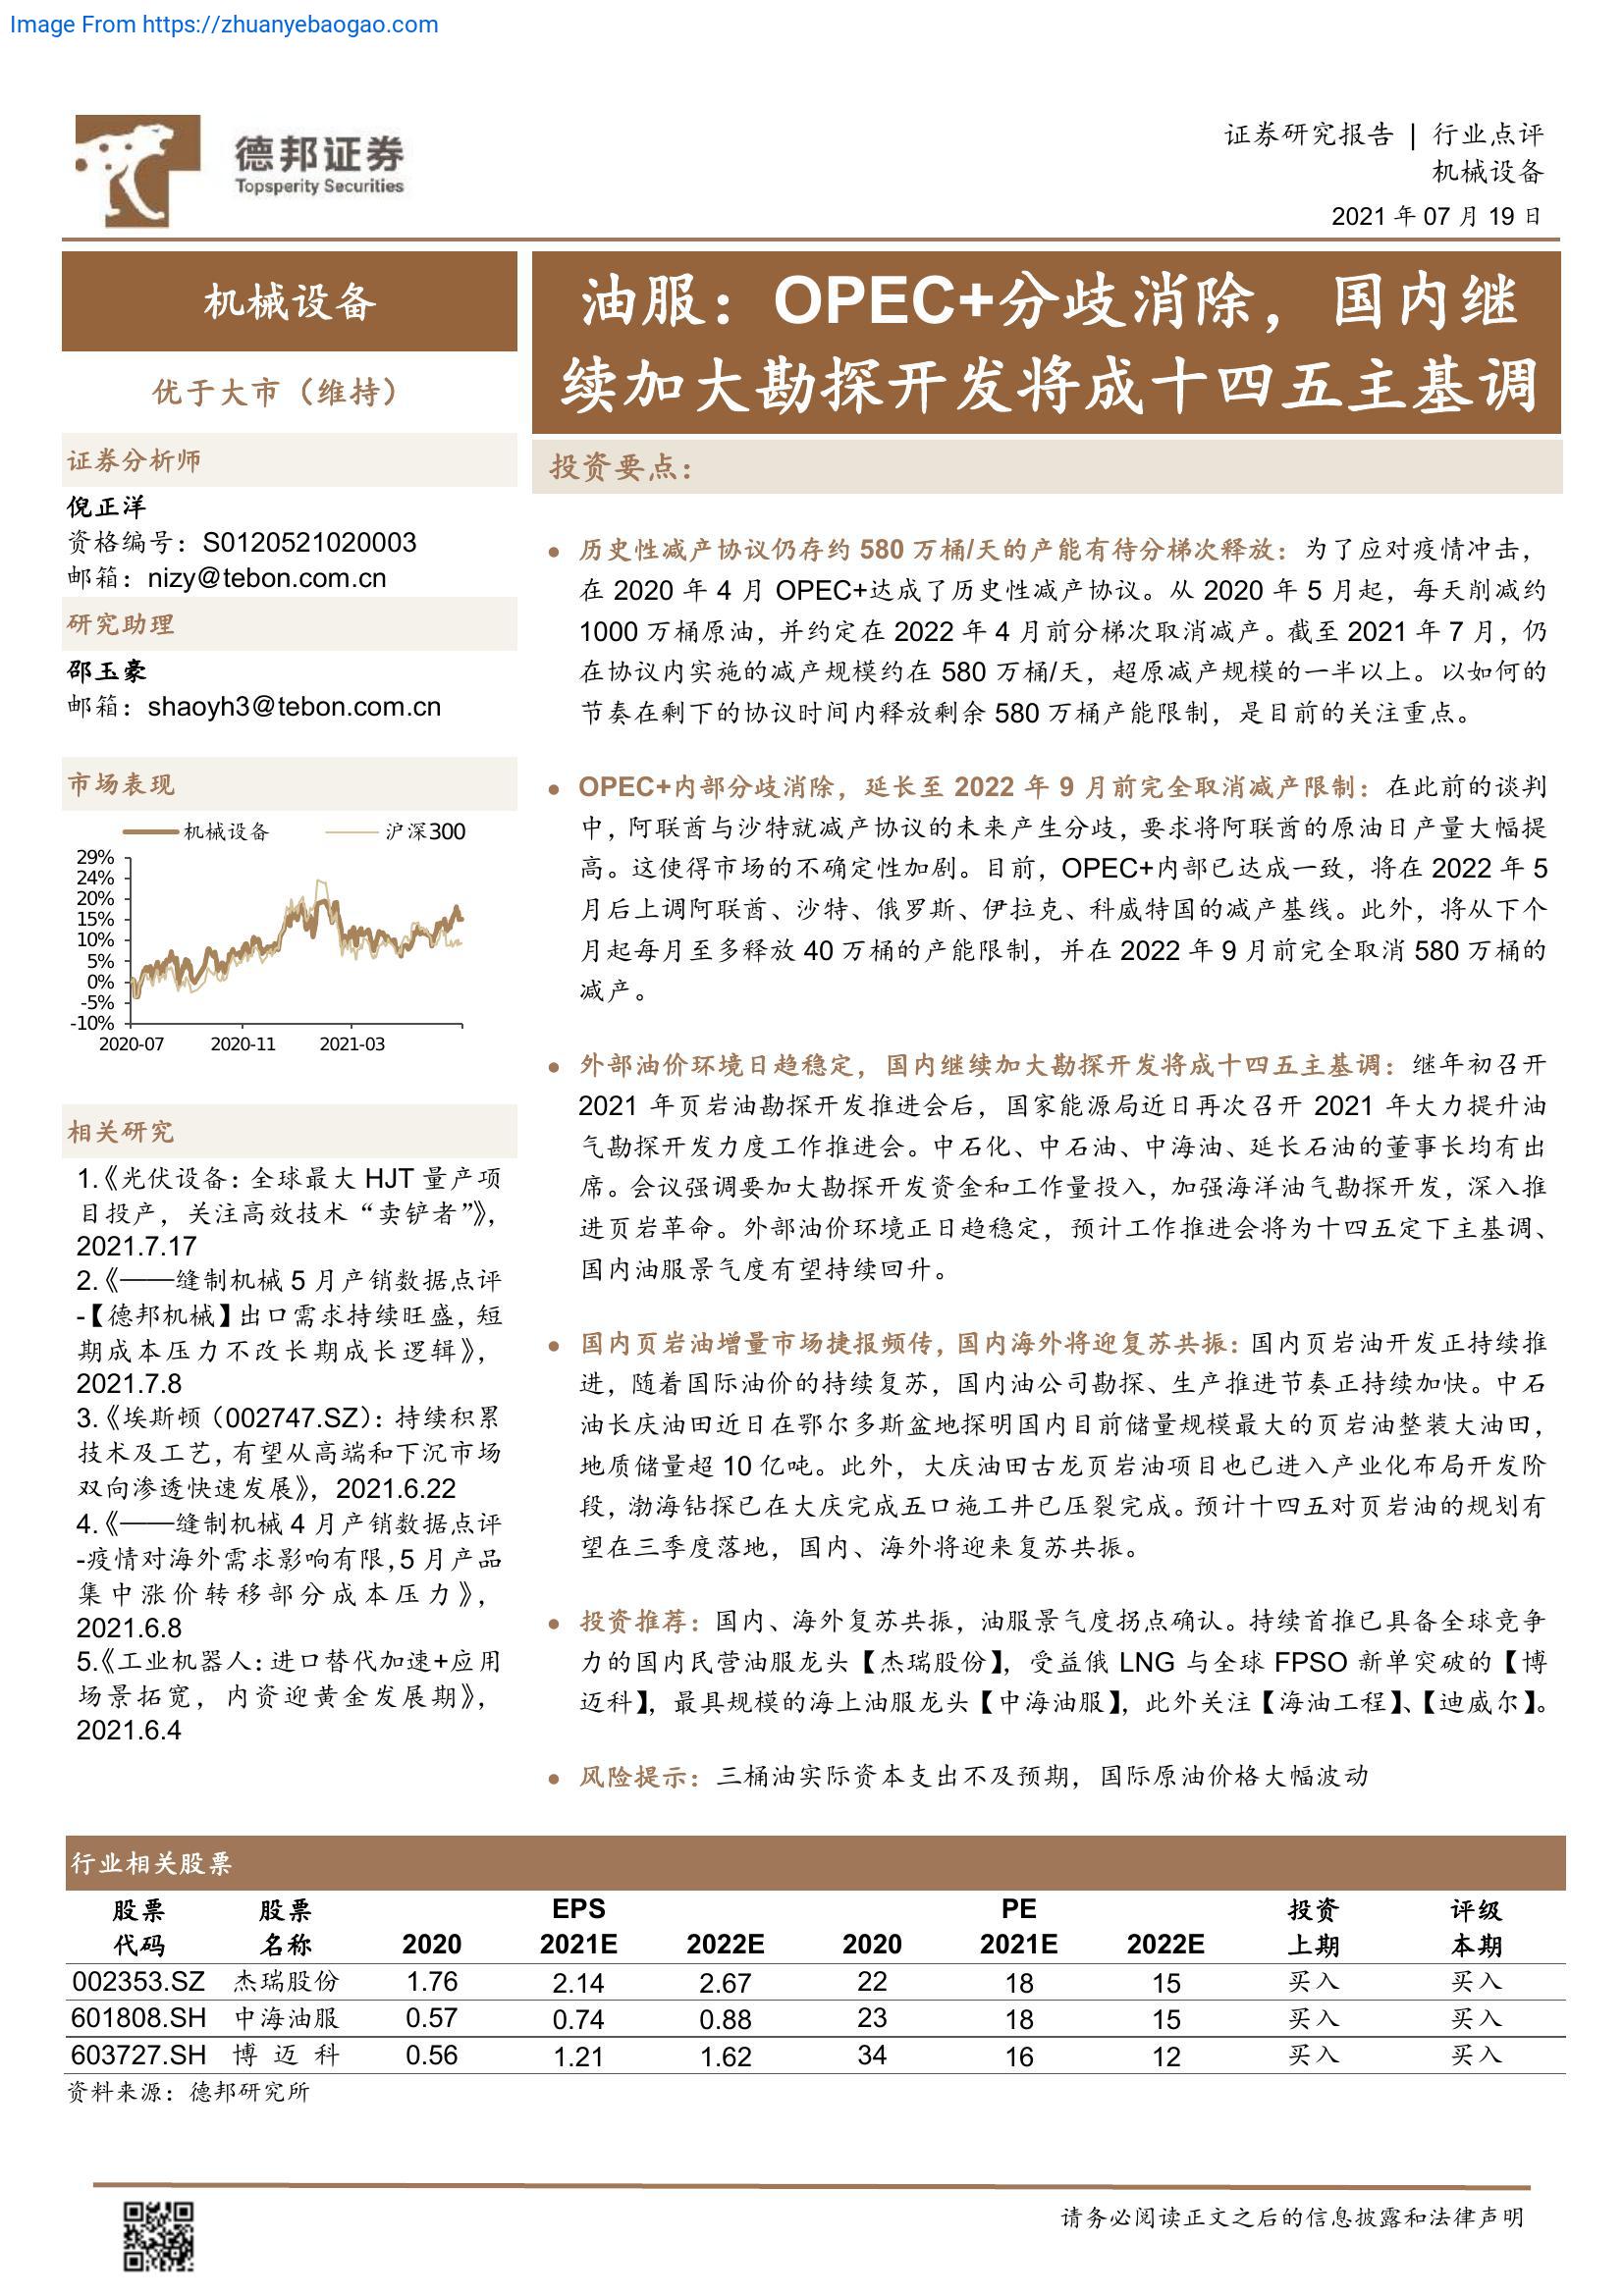 Image From https://zhuanyebaogao.com
德邦证券
Topsperity Securities
证券研究报告 | 行业点评
机械设备
2021 年 07 月 19 日
机械设备
优于大市（维持）
证券分析师
倪正洋
资格编号：S0120521020003
邮箱：nizy@tebon.com.cn
研究助理
邵玉豪
邮箱：shaoyh3@tebon.com.cn
市场表现
机械设备 沪深300
29%
24%
20%
15%
10%
5%
0%
-5%
-10%
2020-07 2020-11 2021-03
相关研究
1.《光伏设备：全球最大 HJT 量产项
目投产，关注高效技术“卖铲者”》，
2021.7.17
2.《——缝制机械 5 月产销数据点评
-【德邦机械】出口需求持续旺盛，短
期成本压力不改长期成长逻辑》，
2021.7.8
3.《埃斯顿（002747.SZ）：持续积累
技术及工艺，有望从高端和下沉市场
双向渗透快速发展》，2021.6.22
4.《——缝制机械 4 月产销数据点评
-疫情对海外需求影响有限，5 月产品
集中涨价转移部分成本压力》，
2021.6.8
5.《工业机器人：进口替代加速+应用
场景拓宽，内资迎黄金发展期》，
2021.6.4
油服：OPEC+分歧消除，国内继
续加大勘探开发将成十四五主基调
投资要点：
● 历史性减产协议仍存约 580 万桶/天的产能有待分梯次释放：为了应对疫情冲击，
在 2020 年 4 月 OPEC+达成了历史性减产协议。从 2020 年 5 月起，每天削减约
1000 万桶原油，并约定在 2022 年 4 月前分梯次取消减产。截至 2021 年 7 月，仍
在协议内实施的减产规模约在 580 万桶/天，超原减产规模的一半以上。以如何的
节奏在剩下的协议时间内释放剩余 580 万桶产能限制，是目前的关注重点。
● OPEC+内部分歧消除，延长至 2022 年 9 月前完全取消减产限制：在此前的谈判
中，阿联酋与沙特就减产协议的未来产生分歧，要求将阿联酋的原油日产量大幅提
高。这使得市场的不确定性加剧。目前，OPEC+内部已达成一致，将在 2022 年 5
月后上调阿联酋、沙特、俄罗斯、伊拉克、科威特国的减产基线。此外，将从下个
月起每月至多释放 40 万桶的产能限制，并在 2022 年 9 月前完全取消 580 万桶的
减产。
● 外部油价环境日趋稳定，国内继续加大勘探开发将成十四五主基调：继年初召开
2021 年页岩油勘探开发推进会后，国家能源局近日再次召开 2021 年大力提升油
气勘探开发力度工作推进会。中石化、中石油、中海油、延长石油的董事长均有出
席。会议强调要加大勘探开发资金和工作量投入，加强海洋油气勘探开发，深入推
进页岩革命。外部油价环境正日趋稳定，预计工作推进会将为十四五定下主基调、
国内油服景气度有望持续回升。
● 国内页岩油增量市场捷报频传，国内海外将迎复苏共振：国内页岩油开发正持续推
进，随着国际油价的持续复苏，国内油公司勘探、生产推进节奏正持续加快。中石
油长庆油田近日在鄂尔多斯盆地探明国内目前储量规模最大的页岩油整装大油田，
地质储量超 10 亿吨。此外，大庆油田古龙页岩油项目也已进入产业化布局开发阶
段，渤海钻探已在大庆完成五口施工井已压裂完成。预计十四五对页岩油的规划有
望在三季度落地，国内、海外将迎来复苏共振。
● 投资推荐：国内、海外复苏共振，油服景气度拐点确认。持续首推已具备全球竞争
力的国内民营油服龙头【杰瑞股份】，受益俄 LNG 与全球 FPSO 新单突破的【博
迈科】，最具规模的海上油服龙头【中海油服】，此外关注【海油工程】、【迪威尔】。
● 风险提示：三桶油实际资本支出不及预期，国际原油价格大幅波动
行业相关股票
股票 股票 EPS PE 投资 评级
代码 名称 2020 2021E 2022E 2020 2021E 2022E 上期 本期
002353.SZ 杰瑞股份 1.76 2.14 2.67 22 18 15 买入 买入
601808.SH 中海油服 0.57 0.74 0.88 23 18 15 买入 买入
603727.SH 博迈科 0.56 1.21 1.62 34 16 12 买入 买入
资料来源：德邦研究所
请务必阅读正文之后的信息披露和法律声明